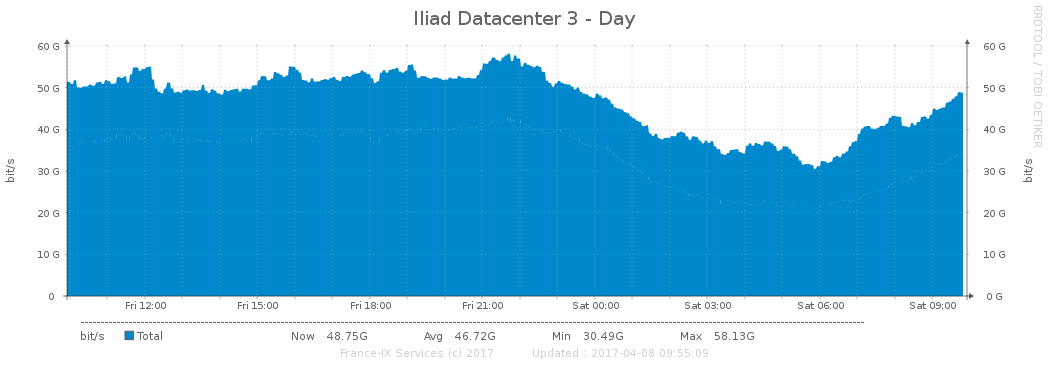 Iliad Datacenter 3 - Day
RRDTOOL / TOBI OETIKER
60 G 60 G
50 G 50 G
40 G 40 G
30 G 30 G
20 G 20 G
10 G 10 G
0 0 G
bit/s bit/s
Fri 12:00 Fri 15:00 Fri 18:00 Fri 21:00 Sat 00:00 Sat 03:00 Sat 06:00 Sat 09:00
bit/s Total Now 48.75G Avg 46.72G Min 30.49G Max 58.13G
France-IX Services (c) 2017 Updated : 2017-04-08 09:55:09